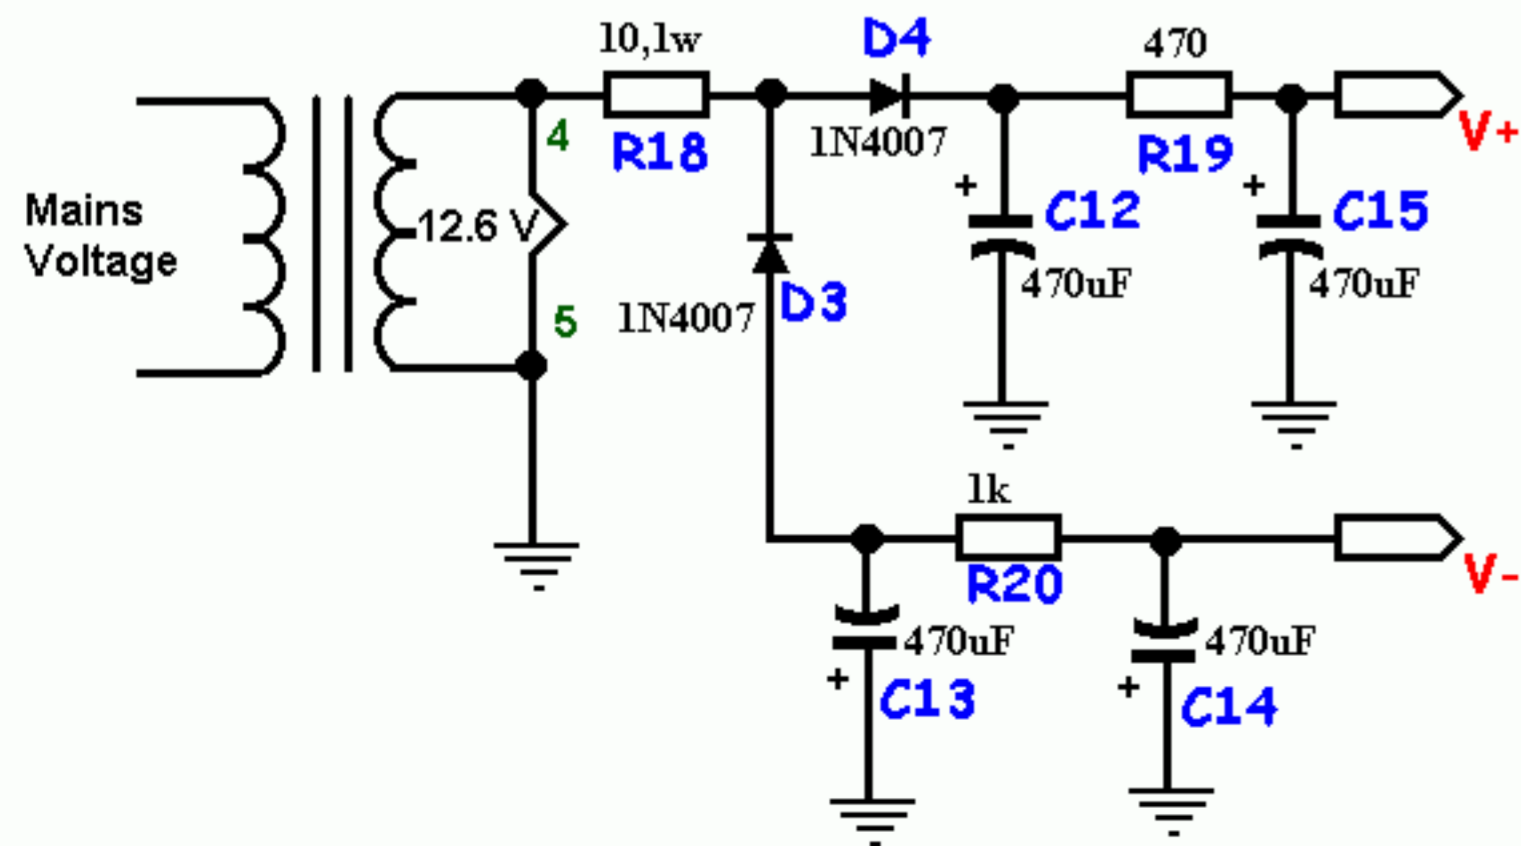 10,1w
D4
470
4
R18
1N4007
R19
V+
Mains
Voltage
12.6 V
+
C12
+
C15
470uF
470uF
5
1N4007
D3
1k
R20
V-
470uF
470uF
+
C13
+
C14